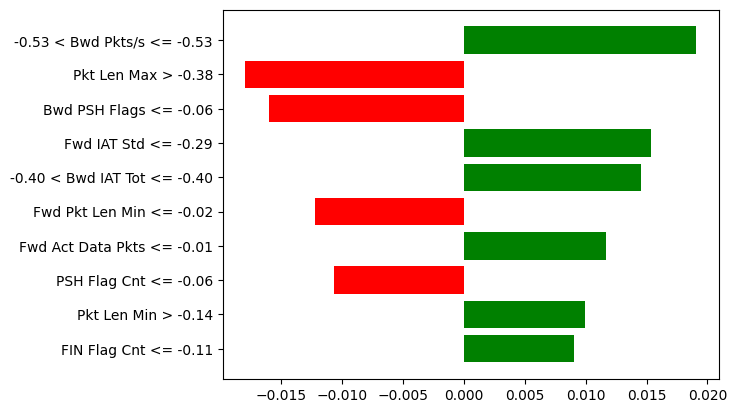 -0.53 < Bwd Pkts/s <= -0.53
Pkt Len Max > -0.38
Bwd PSH Flags <= -0.06
Fwd IAT Std <= -0.29
-0.40 < Bwd IAT Tot <= -0.40
Fwd Pkt Len Min <= -0.02
Fwd Act Data Pkts <= -0.01
PSH Flag Cnt <= -0.06
Pkt Len Min > -0.14
FIN Flag Cnt <= -0.11
−0.015 −0.010 −0.005 0.000 0.005 0.010 0.015 0.020